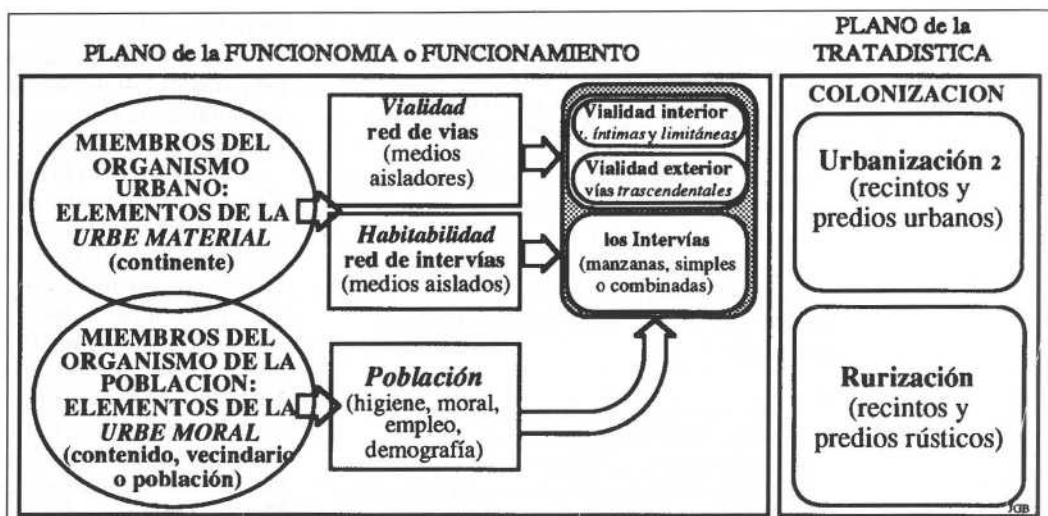 PLANO de la FUNCIONOMIA o FUNCIONAMIENTO
PLANO de la
TRATADISTICA
MIEMBROS DEL
ORGANISMO
URBANO:
ELEMENTOS DE LA
URBE MATERIAL
(continente)
MIEMBROS DEL
ORGANISMO DE LA
POBLACION:
ELEMENTOS DE LA
URBE MORAL
(contenido, vecindario
o población)
Vialidad
red de vias
(medios
aisladores)
Habitabilidad
red de intervías
(medios aislados)
Población
(higiene, moral,
empleo,
demografía)
Vialidad interior
íntimas y limitáneas
Vialidad exterior
vías trascendentales
los Intervías
(manzanas, simples
o combinadas)
COLONIZACION
Urbanización 2
(recintos y
predios urbanos)
Rurización
(recintos y
predios rústicos)
JGB